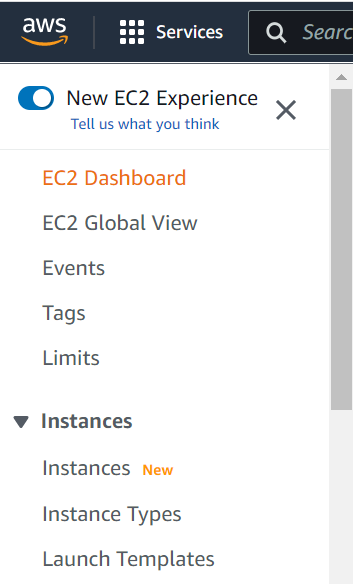 aws
Services
Searc
New EC2 Experience
Tell us what you think
EC2 Dashboard
EC2 Global View
Events
Tags
Limits
Instances
Instances New
Instance Types
Launch Templates